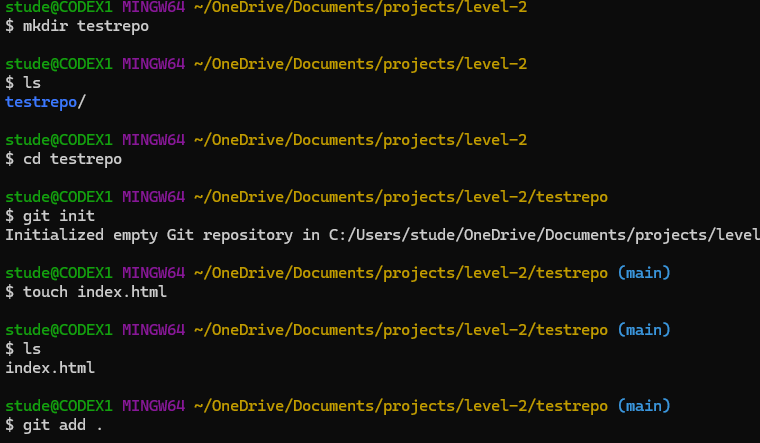 stude@CODEX1 MINGW64 ~/OneDrive/Documents/projects/level-2
$ mkdir testrepo
stude@CODEX1 MINGW64 ~/OneDrive/Documents/projects/level-2
$ ls
testrepo/
stude@CODEX1 MINGW64 ~/OneDrive/Documents/projects/level-2
$ cd testrepo
stude@CODEX1 MINGW64 ~/OneDrive/Documents/projects/level-2/testrepo
$ git init
Initialized empty Git repository in C:/Users/stude/OneDrive/Documents/projects/level
stude@CODEX1 MINGW64 ~/OneDrive/Documents/projects/level-2/testrepo (main)
$ touch index.html
stude@CODEX1 MINGW64 ~/OneDrive/Documents/projects/level-2/testrepo (main)
$ ls
index.html
stude@CODEX1 MINGW64 ~/OneDrive/Documents/projects/level-2/testrepo (main)
$ git add .